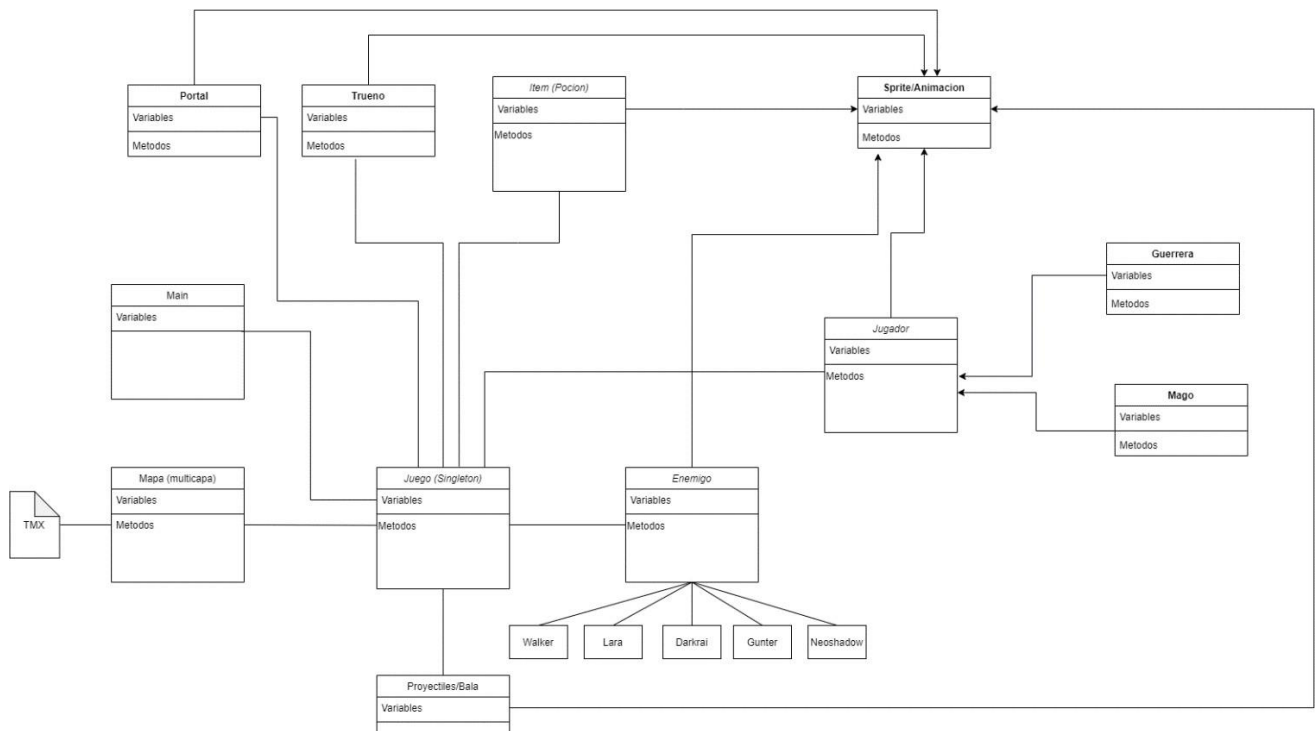 Portal
Variables
Metodos
Trueno
Variables
Metodos
Item (Pocion)
Variables
Metodos
Sprite/Animacion
Variables
Metodos
Guerrera
Variables
Metodos
Main
Variables
Jugador
Variables
Metodos
Mago
Variables
Metodos
TMX
Mapa (multicapa)
Variables
Metodos
Juego (Singleton)
Variables
Metodos
Enemigo
Variables
Metodos
Walker
Lara
Darkrai
Gunter
Neoshadow
Proyectiles/Bala
Variables